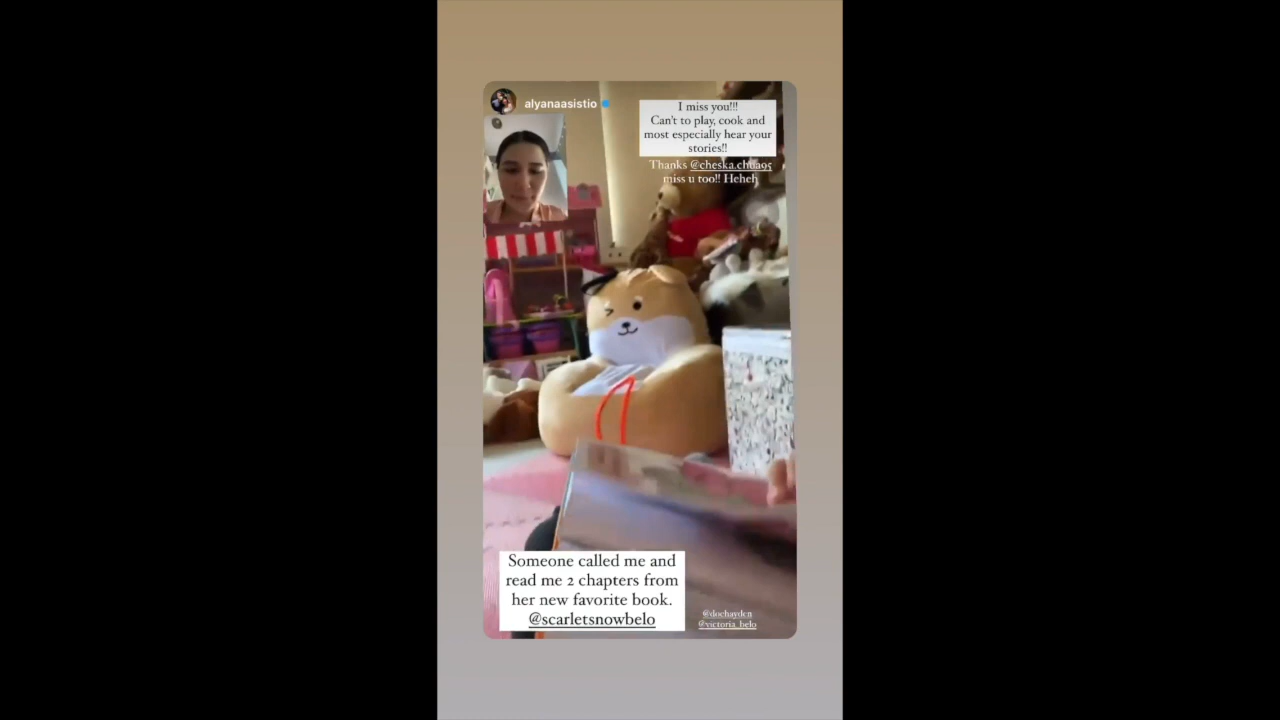 alyanaasistio
I miss you!!!
Can't to play, cook and
most especially hear your
stories!!
Thanks @cheska.chua95
miss u too!! Heheh
Someone called me and
read me 2 chapters from
her new favorite book.
@scarletsnowbelo
@dochayden
@victoria_belo